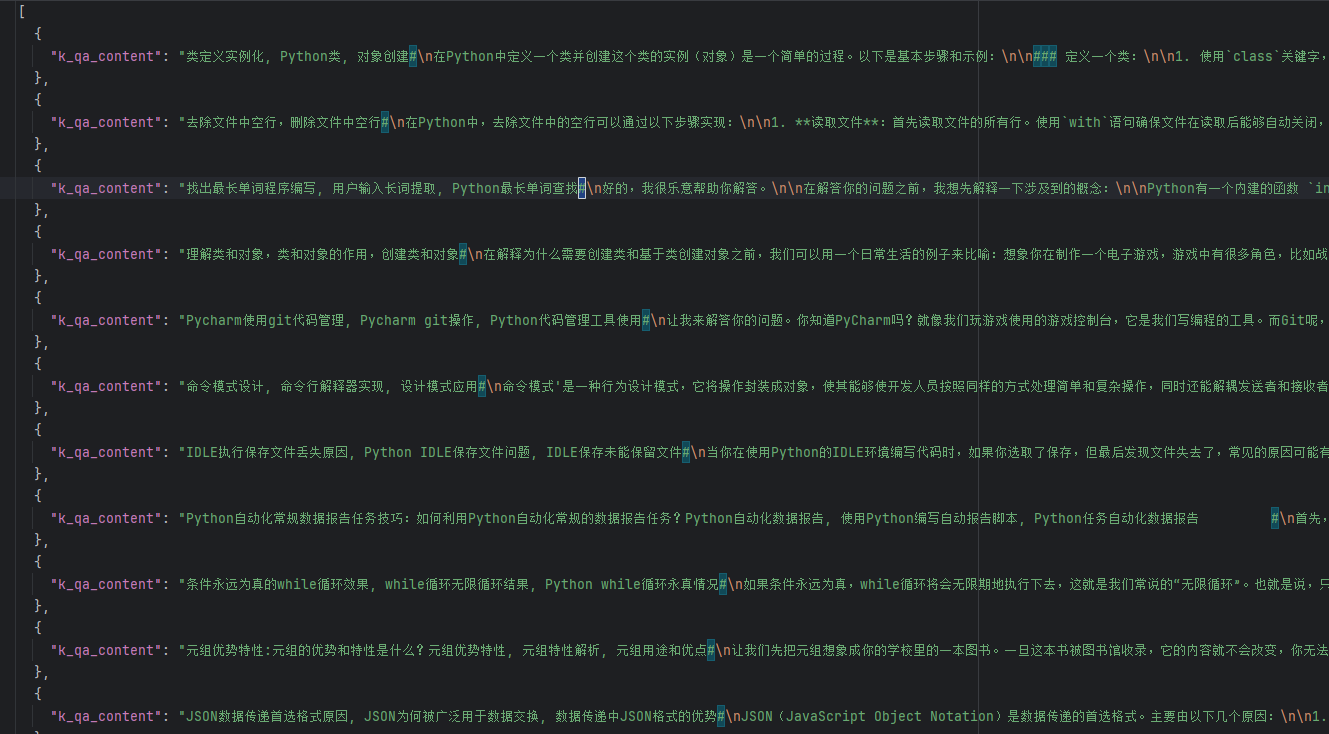 [
{
"k_qa_content": "类定义实例化, Python类, 对象创建#\n在Python中定义一个类并创建这个类的实例（对象）是一个简单的过程。以下是基本步骤和示例：\n\n### 定义一个类：\n\n1. 使用`class`关键字，
},
{
"k_qa_content": "去除文件中空行，删除文件中空行#\n在Python中，去除文件中的空行可以通过以下步骤实现：\n\n1. **读取文件**：首先读取文件的所有行。使用`with`语句确保文件在读取后能够自动关闭，
},
{
"k_qa_content": "找出最长单词程序编写, 用户输入长词提取, Python最长单词查找#\n好的，我很乐意帮助你解答。\n\n在解答你的问题之前，我想先解释一下涉及到的概念：\n\nPython有一个内建的函数 `in
},
{
"k_qa_content": "理解类和对象，类和对象的作用，创建类和对象#\n在解释为什么需要创建类和基于类创建对象之前，我们可以用一个日常生活的例子来比喻：想象你在制作一个电子游戏，游戏中有很多角色，比如战
},
{
"k_qa_content": "Pycharm使用git代码管理, Pycharm git操作, Python代码管理工具使用#\n让我来解答你的问题。你知道PyCharm吗？就像我们玩游戏使用的游戏控制台，它是我们写编程的工具。而Git呢，
},
{
"k_qa_content": "命令模式设计, 命令行解释器实现, 设计模式应用#\n命令模式'是一种行为设计模式，它将操作封装成对象，使其能够使开发人员按照同样的方式处理简单和复杂操作，同时还能解耦发送者和接收者
},
{
"k_qa_content": "IDLE执行保存文件丢失原因, Python IDLE保存文件问题, IDLE保存未能保留文件#\n当你在使用Python的IDLE环境编写代码时，如果你选取了保存，但最后发现文件失去了，常见的原因可能有
},
{
"k_qa_content": "Python自动化常规数据报告任务技巧：如何利用Python自动化常规的数据报告任务？Python自动化数据报告, 使用Python编写自动报告脚本, Python任务自动化数据报告 #\n首先，
},
{
"k_qa_content": "条件永远为真的while循环效果, while循环无限循环结果, Python while循环永真情况#\n如果条件永远为真，while循环将会无限期地执行下去，这就是我们常说的“无限循环”。也就是说，只
},
{
"k_qa_content": "元组优势特性:元组的优势和特性是什么？元组优势特性, 元组特性解析, 元组用途和优点#\n让我们先把元组想象成你的学校里的一本图书。一旦这本书被图书馆收录，它的内容就不会改变，你无法
},
{
"k_qa_content": "JSON数据传递首选格式原因, JSON为何被广泛用于数据交换, 数据传递中JSON格式的优势#\nJSON（JavaScript Object Notation）是数据传递的首选格式。主要由以下几个原因：\n\n1.